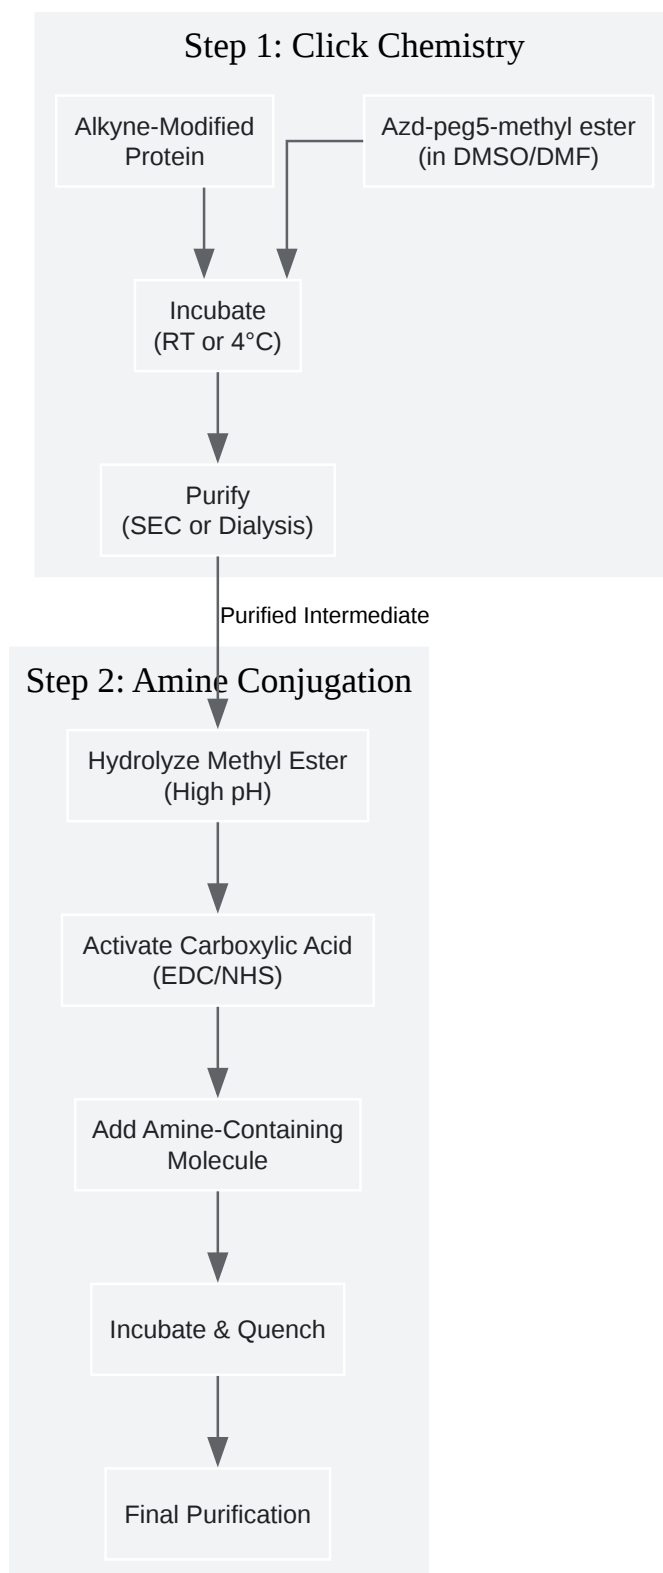 Step 1: Click Chemistry
Alkyne-Modified
Protein
Azd-peg5-methyl ester
(in DMSO/DMF)
Incubate
(RT or 4°C)
Purify
(SEC or Dialysis)
Purified Intermediate
Step 2: Amine Conjugation
Hydrolyze Methyl Ester
(High pH)
Activate Carboxylic Acid
(EDC/NHS)
Add Amine-Containing
Molecule
Incubate & Quench
Final Purification